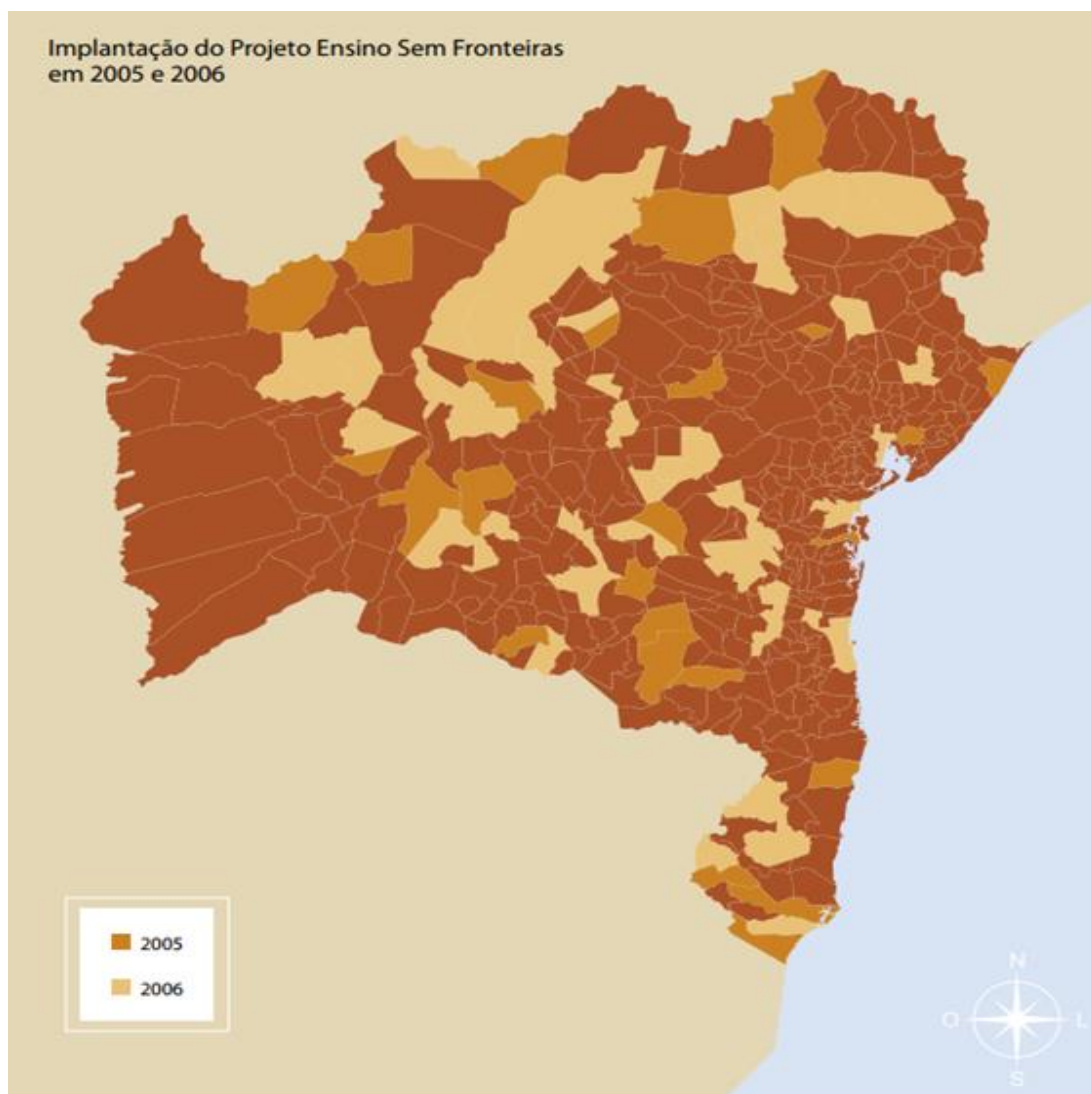 Implantação do Projeto Ensino Sem Fronteiras
em 2005 e 2006
2005
2006
N
O
L
S